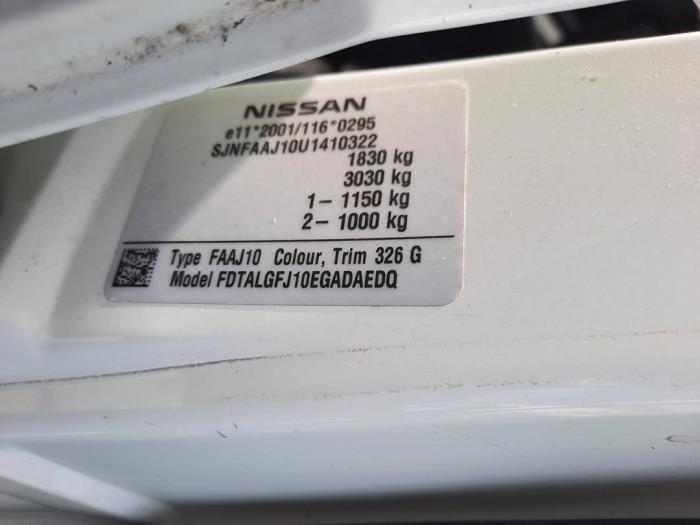 NISSAN
e11*2001/116*0295
SJNFAAJ10U1410322
1830 kg
3030 kg
1- 1150 kg
2- 1000 kg
Type FAAJ10 Colour, Trim 326 G
Model FDTALGFJ10EGADAEDQ